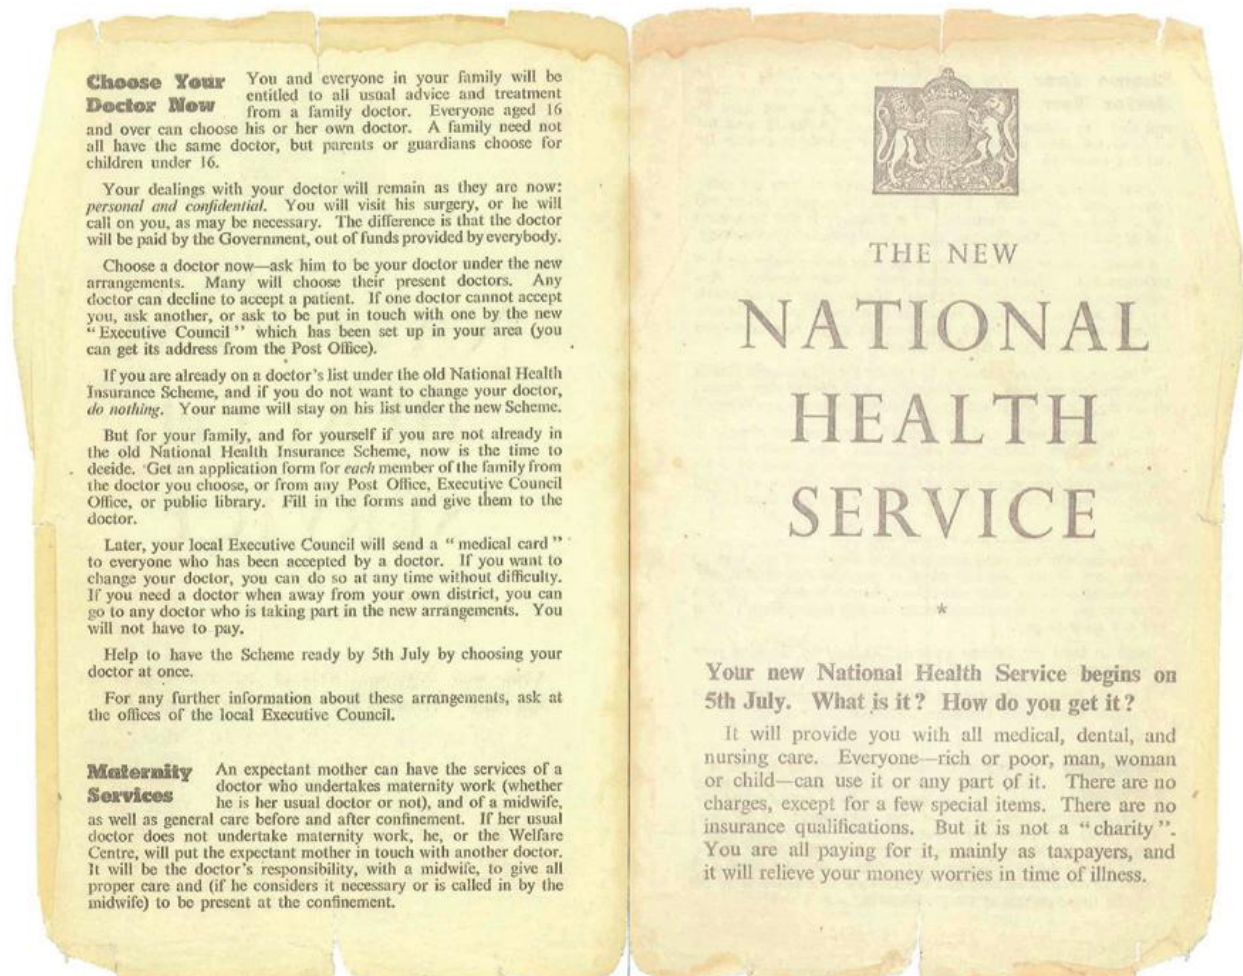 Choose Your Doctor Now You and everyone in your family will be
entitled to all usual advice and treatment
from a family doctor. Everyone aged 16
and over can choose his or her own doctor. A family need not
all have the same doctor, but parents or guardians choose for
children under 16.
Your dealings with your doctor will remain as they are now:
personal and confidential. You will visit his surgery, or he will
call on you, as may be necessary. The difference is that the doctor
will be paid by the Government, out of funds provided by everybody.
Choose a doctor now—ask him to be your doctor under the new
arrangements. Many will choose their present doctors. Any
doctor can decline to accept a patient. If one doctor cannot accept
you, ask another, or ask to be put in touch with one by the new
“Executive Council” which has been set up in your area (you
can get its address from the Post Office).
If you are already on a doctor's list under the old National Health
Insurance Scheme, and if you do not want to change your doctor,
do nothing. Your name will stay on his list under the new Scheme.
But for your family, and for yourself if you are not already in
the old National Health Insurance Scheme, now is the time to
decide. Get an application form for each member of the family from
the doctor you choose, or from any Post Office, Executive Council
Office, or public library. Fill in the forms and give them to the
doctor.
Later, your local Executive Council will send a “medical card”
to everyone who has been accepted by a doctor. If you want to
change your doctor, you can do so at any time without difficulty.
If you need a doctor when away from your own district, you can
go to any doctor who is taking part in the new arrangements. You
will not have to pay.
Help to have the Scheme ready by 5th July by choosing your
doctor at once.
For any further information about these arrangements, ask at
the offices of the local Executive Council.
Maternity Services An expectant mother can have the services of a
doctor who undertakes maternity work (whether
he is her usual doctor or not), and of a midwife,
as well as general care before and after confinement. If her usual
doctor does not undertake maternity work, he, or the Welfare
Centre, will put the expectant mother in touch with another doctor.
It will be the doctor's responsibility, with a midwife, to give all
proper care and (if he considers it necessary or is called in by the
midwife) to be present at the confinement.
THE NEW
NATIONAL
HEALTH
SERVICE
*
Your new National Health Service begins on
5th July. What is it? How do you get it?
It will provide you with all medical, dental, and
nursing care. Everyone—rich or poor, man, woman
or child—can use it or any part of it. There are no
charges, except for a few special items. There are no
insurance qualifications. But it is not a “charity”.
You are all paying for it, mainly as taxpayers, and
it will relieve your money worries in time of illness.